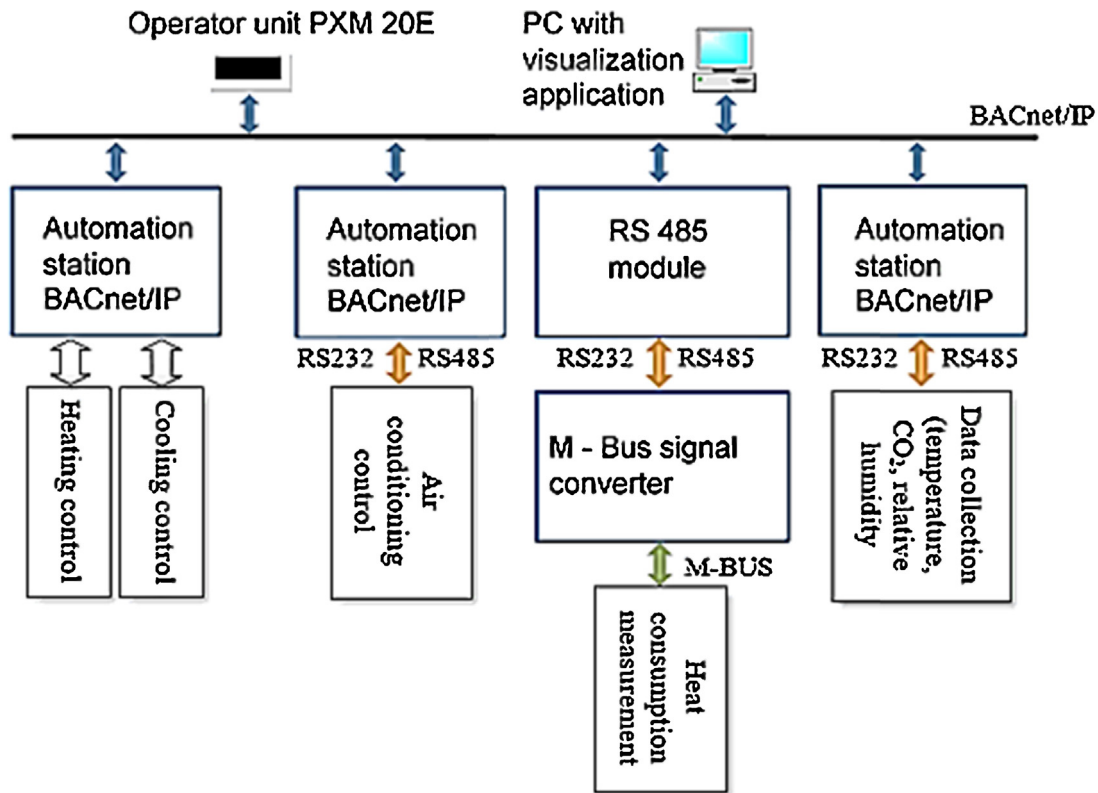 Operator unit PXM 20E
PC with
visualization
application
BACnet/IP
Automation
station
BACnet/IP
Automation
station
BACnet/IP
RS 485
module
Automation
station
BACnet/IP
RS232
RS485
RS232
RS485
RS232
RS485
Heating control
Cooling control
Air
conditioning
control
M - Bus signal
converter
Data collection
(temperature,
CO₂, relative
humidity
M-BUS
Heat
consumption
measurement